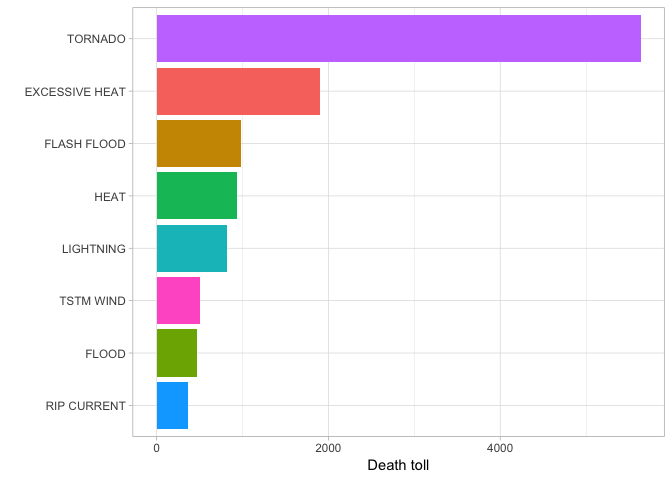 TORNADO
EXCESSIVE HEAT
FLASH FLOOD
HEAT
LIGHTNING
TSTM WIND
FLOOD
RIP CURRENT
0 2000 4000
Death toll